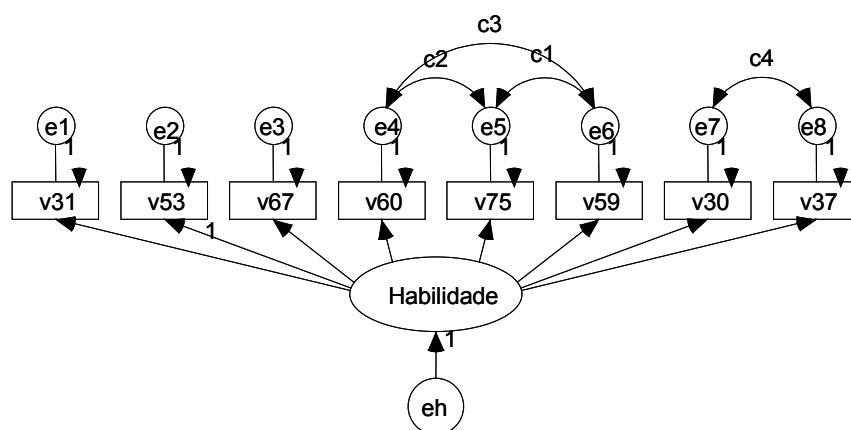 c3
c2 c1 c4
e1 e2 e3 e4 e5 e6 e7 e8
1 1 1 1 1 1 1 1
v31 v53 v67 v60 v75 v59 v30 v37
1
Habilidade
1
eh